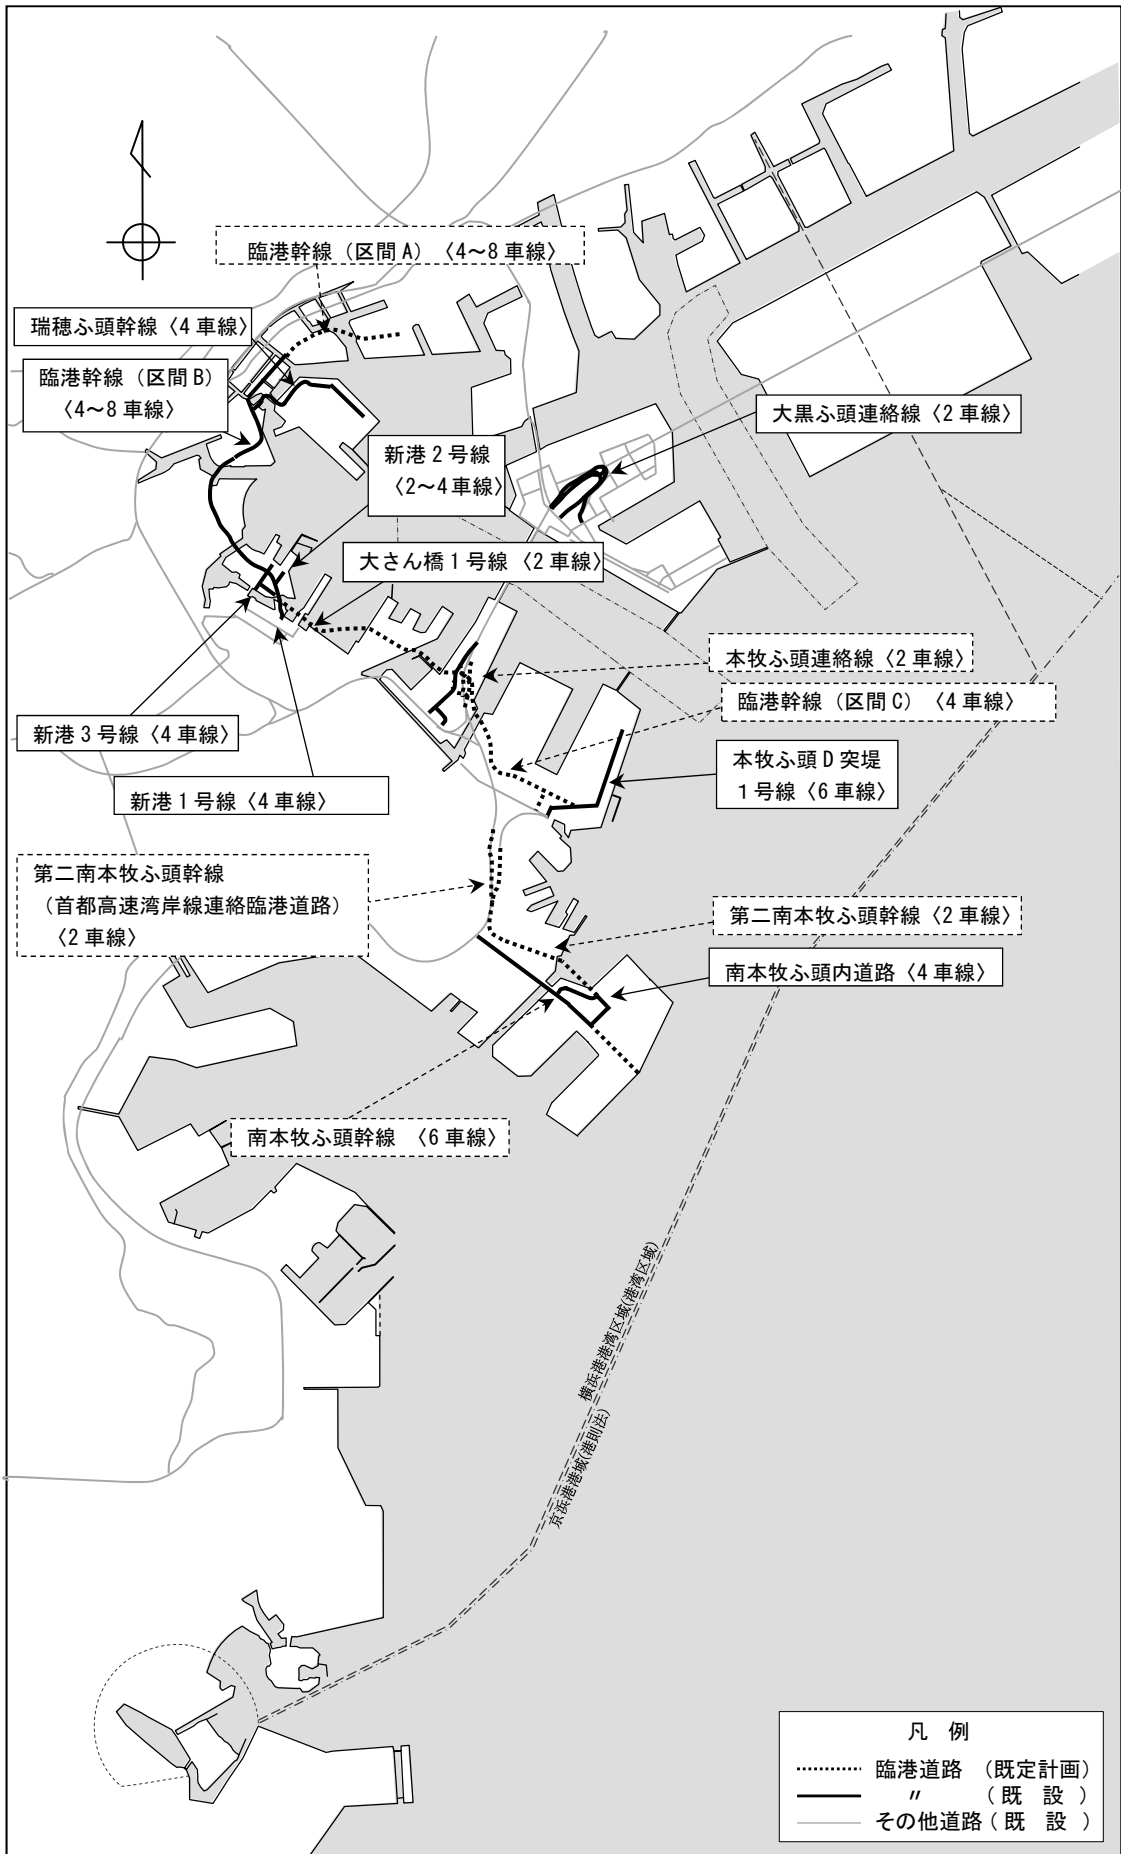 臨港幹線（区間A）〈4～8車線〉
瑞穂ふ頭幹線〈4車線〉
臨港幹線（区間B）
〈4～8車線〉
大黒ふ頭連絡線〈2車線〉
新港2号線
〈2～4車線〉
大さん橋1号線〈2車線〉
本牧ふ頭連絡線〈2車線〉
臨港幹線（区間C）〈4車線〉
新港3号線〈4車線〉
本牧ふ頭D突堤
1号線〈6車線〉
新港1号線〈4車線〉
第二南本牧ふ頭幹線
（首都高速湾岸線連絡臨港道路）
〈2車線〉
第二南本牧ふ頭幹線〈2車線〉
南本牧ふ頭内道路〈4車線〉
南本牧ふ頭幹線 〈6車線〉
横浜港港湾区域(港湾区域)
京浜港港域(港則法)
凡 例
臨港道路 （既定計画）
〃 （既 設 ）
その他道路（既 設 ）